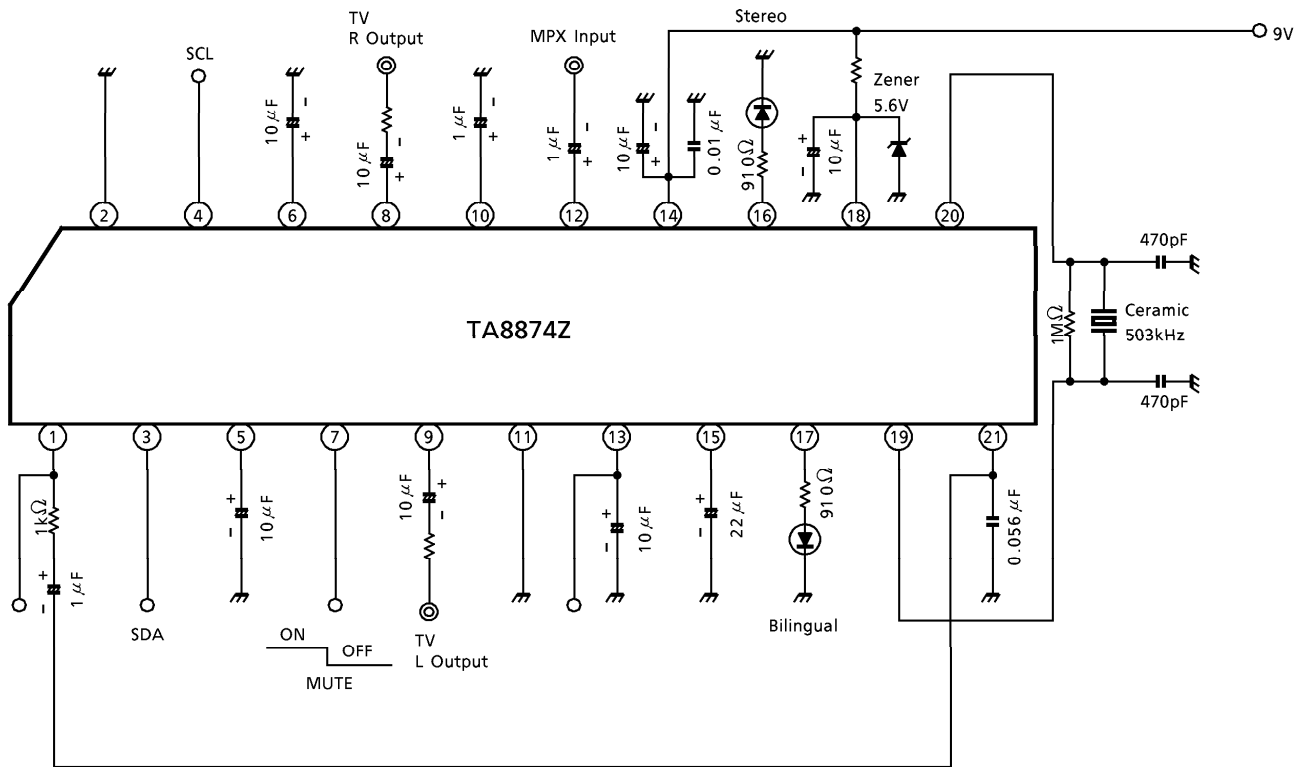 TV
R Output
Stereo
MPX Input
9V
SCL
Zener
5.6V
10μF
–
+
10μF
–
+
1μF
–
+
1μF
–
+
10μF
–
+
0.01μF
910Ω
+
–
10μF
2
4
6
8
10
12
14
16
18
20
470pF
TA8874Z
1MΩ
Ceramic
503kHz
470pF
1
3
5
7
9
11
13
15
17
19
21
1kΩ
+
–
1μF
+
–
10μF
10μF
+
–
+
–
10μF
+
–
22μF
910Ω
0.056μF
SDA
ON
OFF
MUTE
TV
L Output
Bilingual